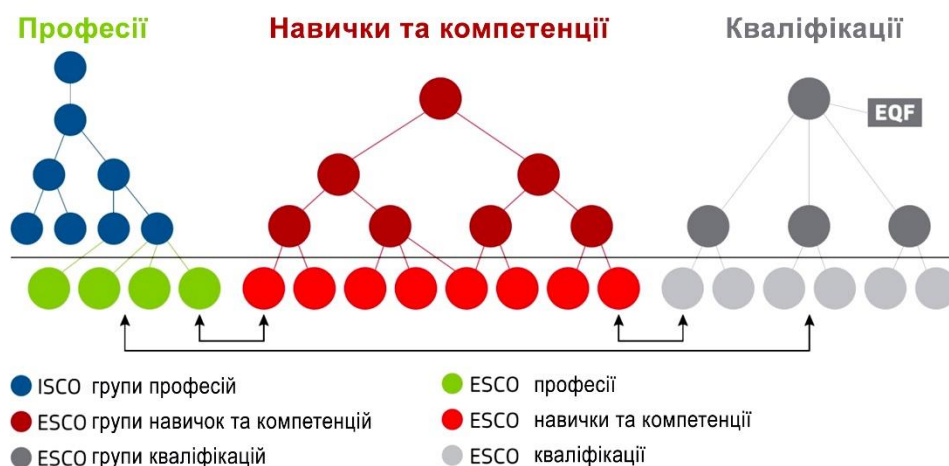 Професії Навички та компетенції Кваліфікації
EQF
ISCO групи професій
ESCO групи навичок та компетенцій
ESCO групи кваліфікацій
ESCO професії
ESCO навички та компетенції
ESCO кваліфікації